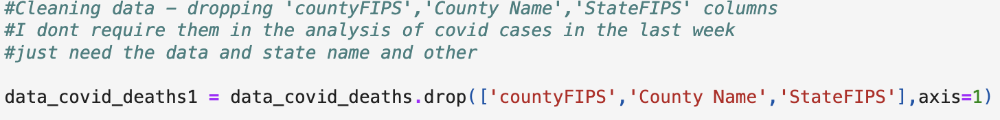 #Cleaning data – dropping 'countyFIPS','County Name','StateFIPS' columns
#I dont require them in the analysis of covid cases in the last week
#just need the data and state name and other
data_covid_deaths1 = data_covid_deaths.drop(['countyFIPS','County Name','StateFIPS'],axis=1)